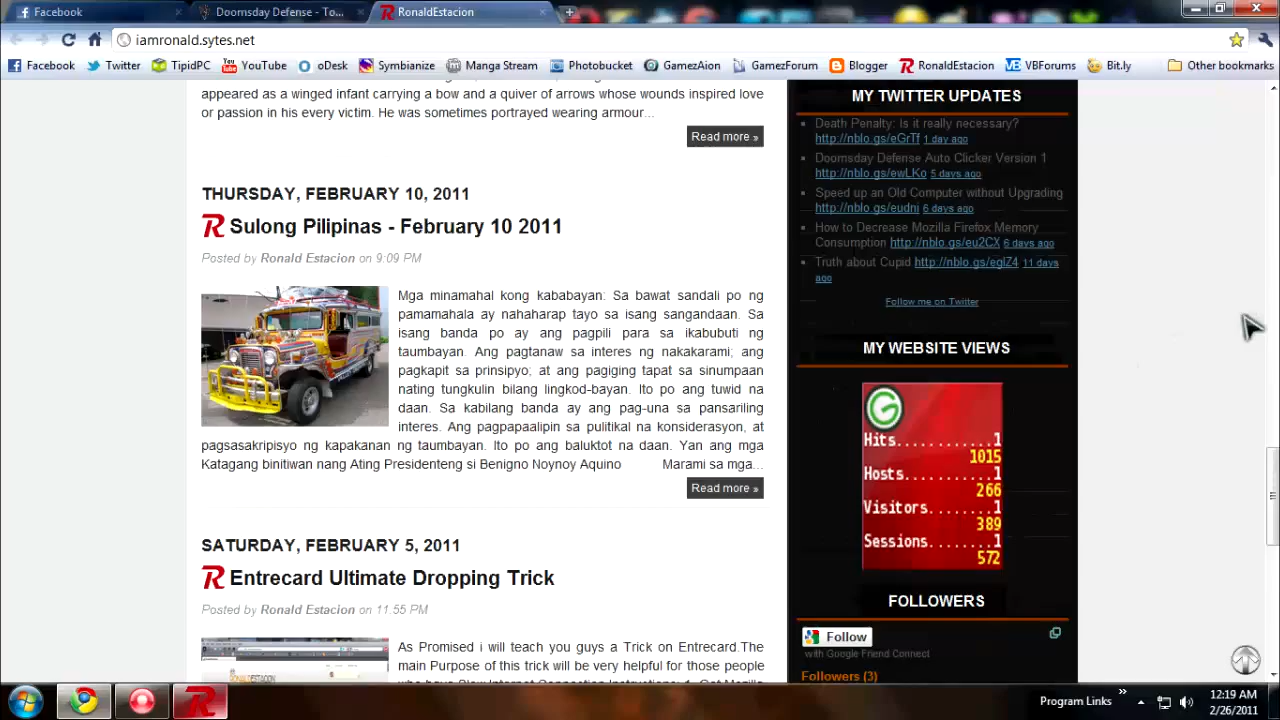 Facebook
Doomsday Defense - To...
RonaldEstacion
iamronald.sytes.net
Facebook
Twitter
TipidPC
YouTube
oDesk
Symbianize
Manga Stream
Photobucket
GamezAion
GamezForum
Blogger
RonaldEstacion
VBForums
Bit.ly
Other bookmarks
appeared as a winged infant carrying a bow and a quiver of arrows whose wounds inspired love
or passion in his every victim. He was sometimes portrayed wearing armour...
Read more »
THURSDAY, FEBRUARY 10, 2011
R Sulong Pilipinas - February 10 2011
Posted by Ronald Estacion on 9:09 PM
Mga minamahal kong kababayan: Sa bawat sandali po ng
pamamahala ay nahaharap tayo sa isang sangandaan. Sa
isang banda po ay ang pagpili para sa ikabubuti ng
taumbayan. Ang pagtanaw sa interes ng nakakarami; ang
pagkapit sa prinsipyo; at ang pagiging tapat sa sinumpaan
nating tungkulin bilang lingkod-bayan. Ito po ang tuwid na
daan. Sa kabilang banda ay ang pag-una sa pansariling
interes. Ang pagpapaalipin sa pulitikal na konsiderasyon, at
pagsasakripisyo ng kapakanan ng taumbayan. Ito po ang baluktot na daan. Yan ang mga
Katagang binitiwan nang Ating Presidenteng si Benigno Noynoy Aquino Marami sa mga...
Read more »
SATURDAY, FEBRUARY 5, 2011
R Entrecard Ultimate Dropping Trick
Posted by Ronald Estacion on 11:55 PM
As Promised i will teach you guys a Trick on Entrecard.The
main Purpose of this trick will be very helpful for those people
MY TWITTER UPDATES
Death Penalty: Is it really necessary?
http://nblo.gs/eGrTf 1 day ago
Doomsday Defense Auto Clicker Version 1
http://nblo.gs/ewLKo 5 days ago
Speed up an Old Computer without Upgrading
http://nblo.gs/eudni 6 days ago
How to Decrease Mozilla Firefox Memory
Consumption http://nblo.gs/eu2CX 6 days ago
Truth about Cupid http://nblo.gs/eglZ4 11 days
ago
Follow me on Twitter
MY WEBSITE VIEWS
Hits..........1
1015
Hosts.........1
266
Visitors......1
389
Sessions......1
572
FOLLOWERS
Follow
with Google Friend Connect
Followers (3)
Program Links
12:19 AM
2/26/2011